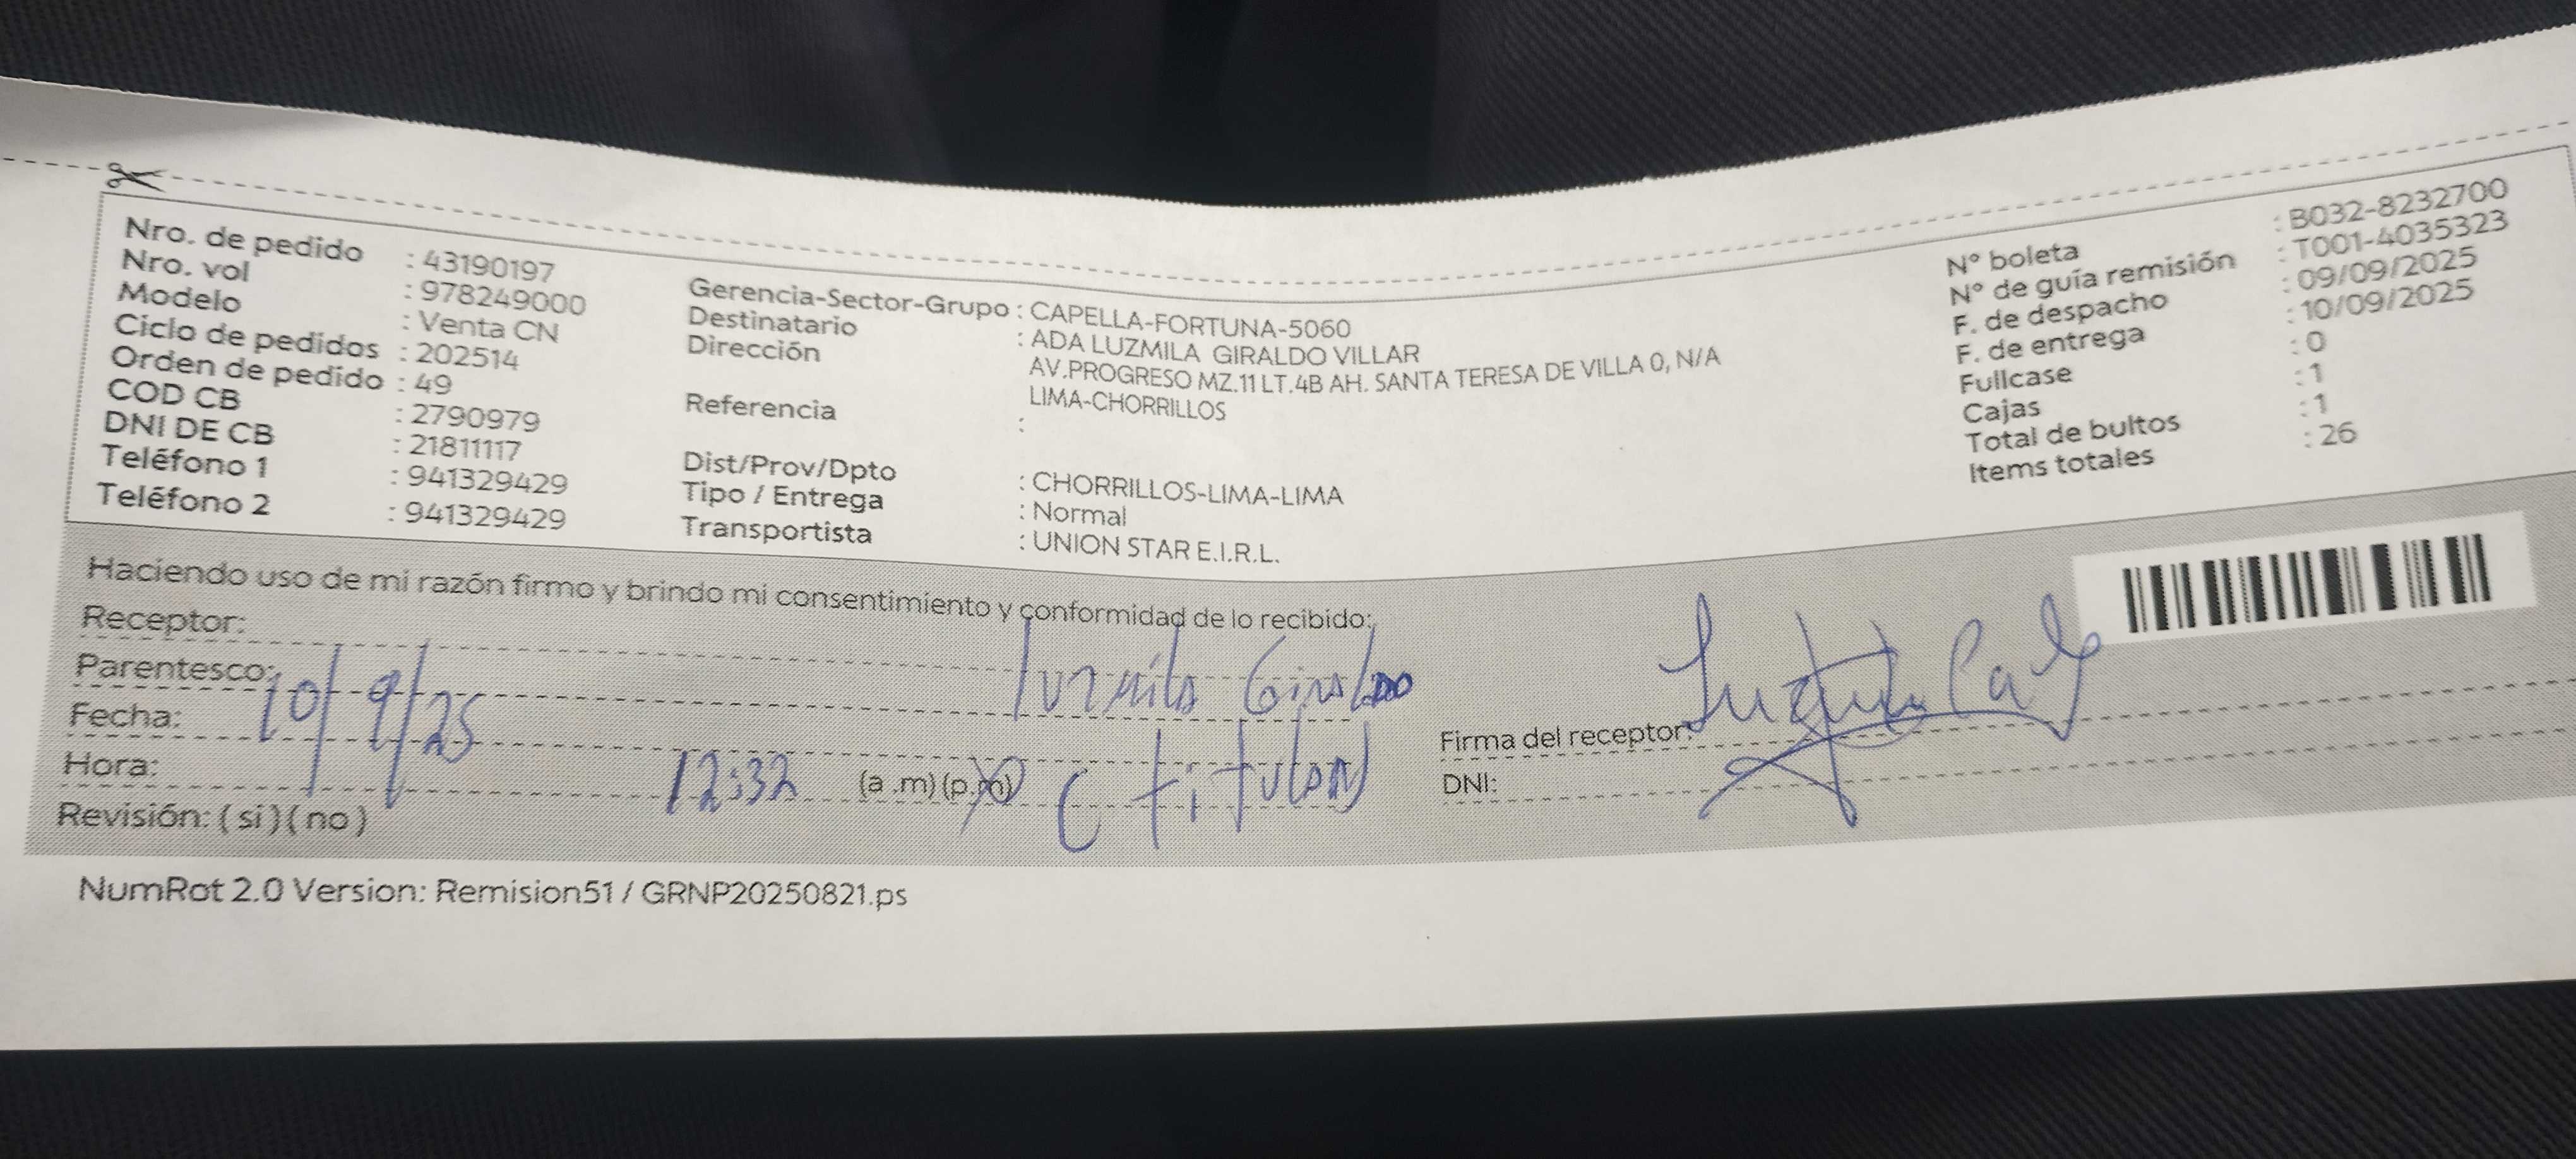 Nro. de pedido : 43190197
Nro. vol : 978249000
Modelo : Venta CN
Ciclo de pedidos : 202514
Orden de pedido : 49
COD CB : 2790979
DNI DE CB : 21811117
Teléfono 1 : 941329429
Teléfono 2 : 941329429
Gerencia-Sector-Grupo : CAPELLA-FORTUNA-5060
Destinatario : ADA LUZMILA GIRALDO VILLAR
Dirección AV.PROGRESO MZ.11 LT.4B AH. SANTA TERESA DE VILLA 0, N/A
LIMA-CHORRILLOS
Referencia :
Dist/Prov/Dpto : CHORRILLOS-LIMA-LIMA
Tipo / Entrega : Normal
Transportista : UNION STAR E.I.R.L.
N° boleta : B032-8232700
N° de guía remisión : T001-4035323
F. de despacho : 09/09/2025
F. de entrega : 10/09/2025
Fullcase : 0
Cajas : 1
Total de bultos : 1
Items totales : 26
Haciendo uso de mi razón firmo y brindo mi consentimiento y conformidad de lo recibido:
Receptor: Luzmila Giraldo
Parentesco: (titular)
Fecha: 10/9/25
Hora: 12:32 (a .m) (p.m)
Revisión: ( si ) ( no )
Firma del receptor:
DNI:
NumRot 2.0 Version: Remision51 / GRNP20250821.ps